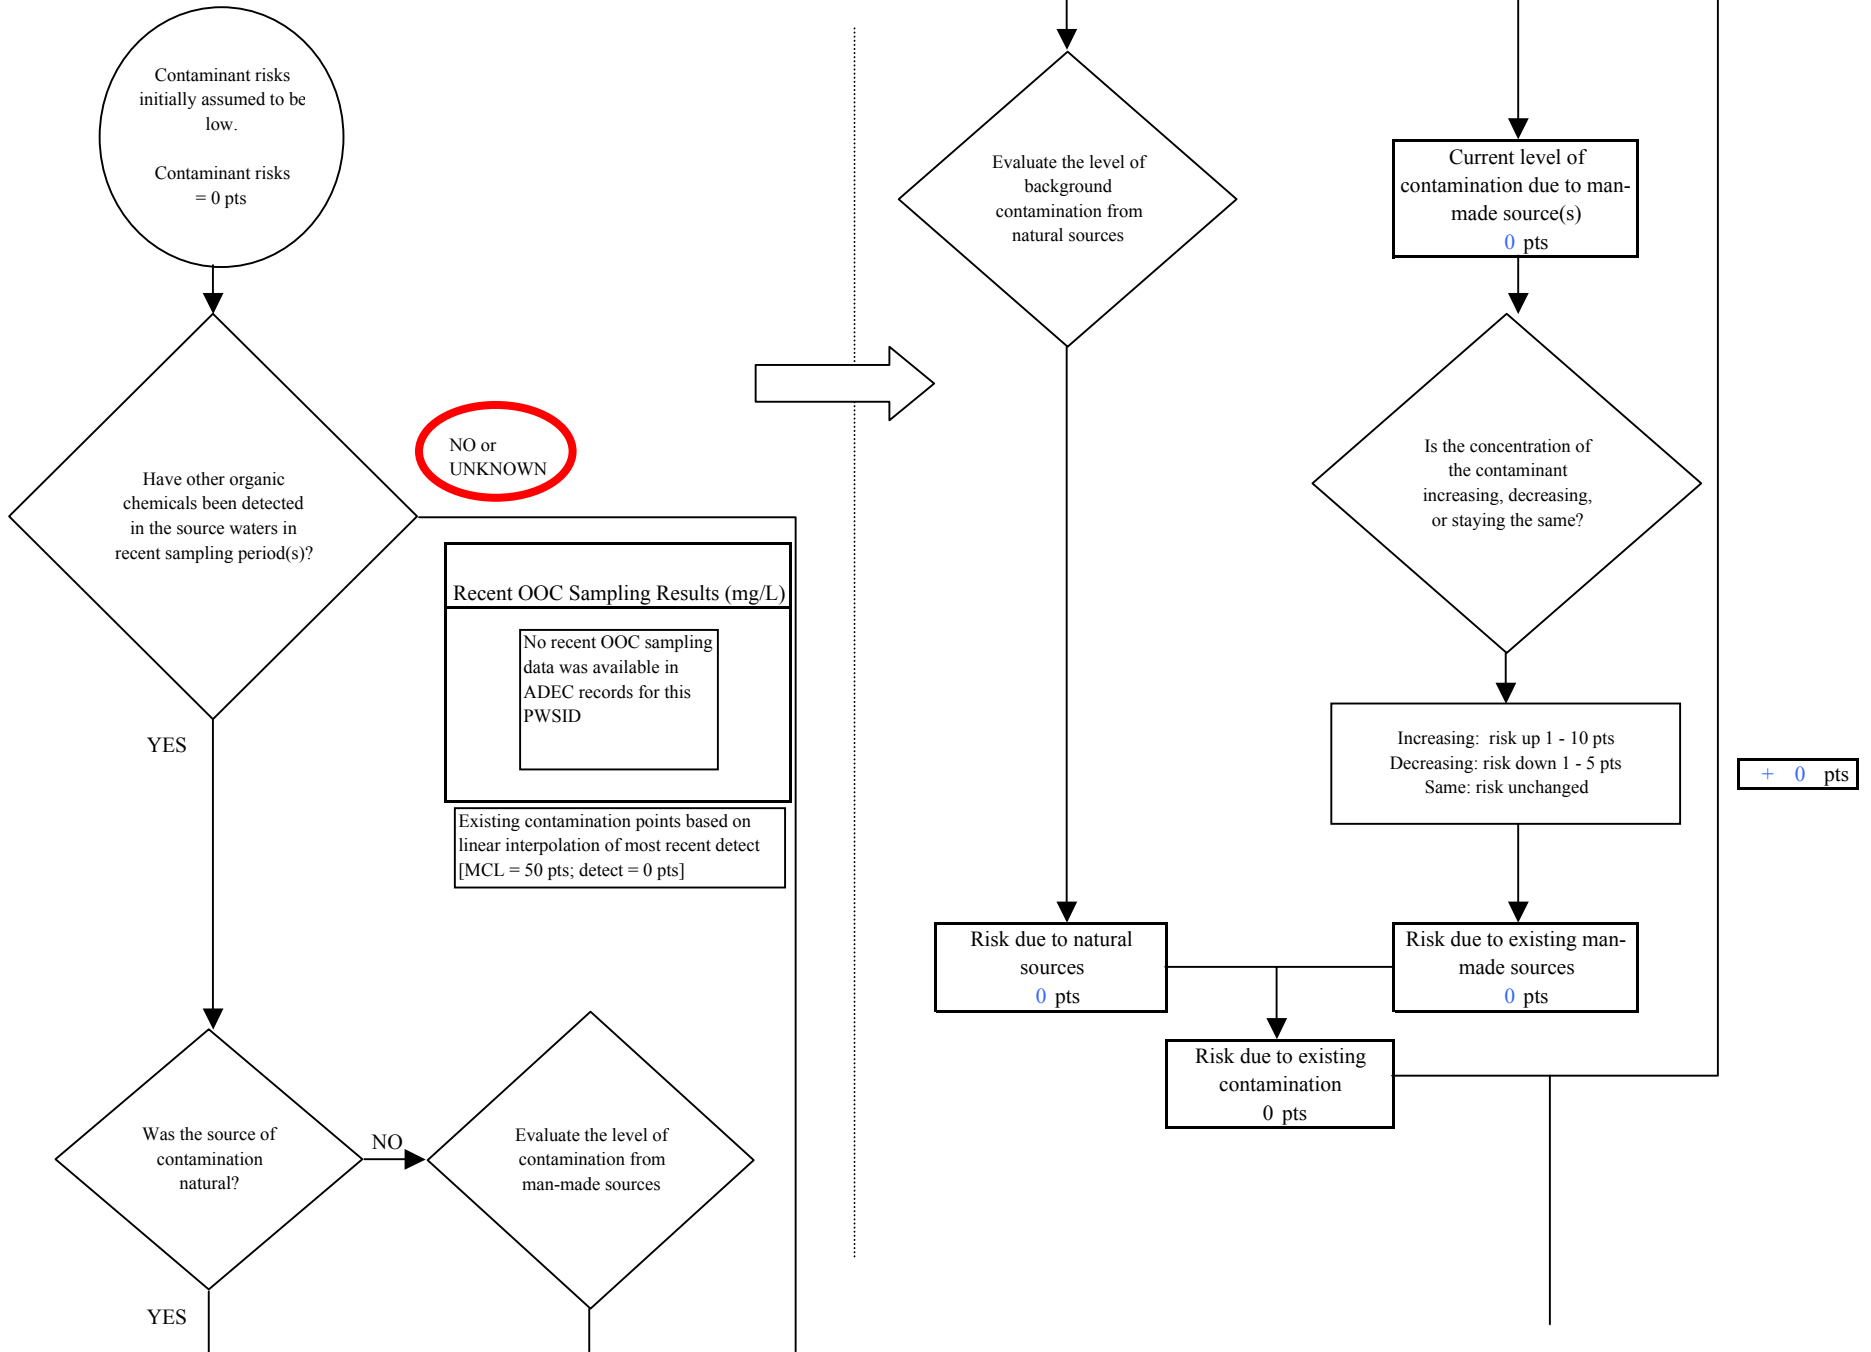 Contaminant risks
initially assumed to be
low.
Contaminant risks
= 0 pts
Have other organic
chemicals been detected
in the source waters in
recent sampling period(s)?
NO or
UNKNOWN
Recent OOC Sampling Results (mg/L)
No recent OOC sampling
data was available in
ADEC records for this
PWSID
Existing contamination points based on
linear interpolation of most recent detect
[MCL = 50 pts; detect = 0 pts]
YES
Was the source of
contamination
natural?
NO
Evaluate the level of
contamination from
man-made sources
YES
Evaluate the level of
background
contamination from
natural sources
Current level of
contamination due to man-
made source(s)
0 pts
Is the concentration of
the contaminant
increasing, decreasing,
or staying the same?
Increasing: risk up 1 - 10 pts
Decreasing: risk down 1 - 5 pts
Same: risk unchanged
+ 0 pts
Risk due to natural
sources
0 pts
Risk due to existing man-
made sources
0 pts
Risk due to existing
contamination
0 pts